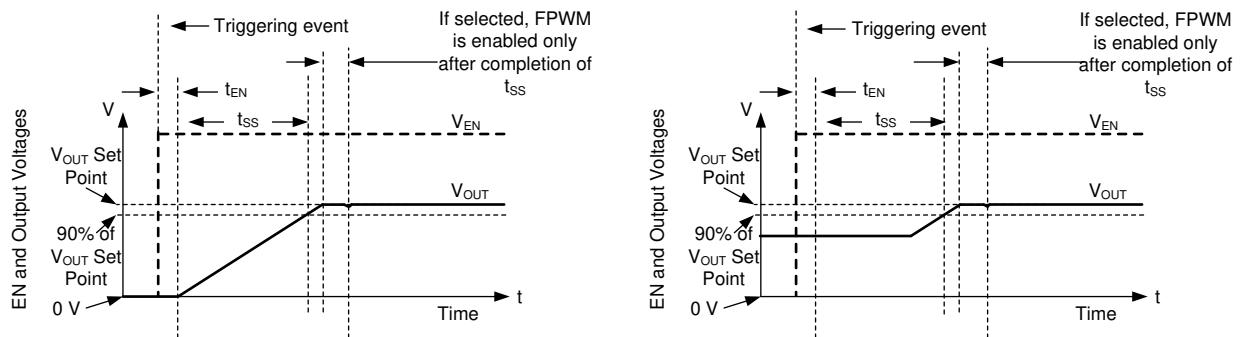 Triggering event
If selected, FPWM
is enabled only
after completion of
tSS
tEN
tSS
V
VEN
VOUT Set
Point
VOUT
90% of
VOUT Set
Point
0 V
t
Time
EN and Output Voltages
Triggering event
If selected, FPWM
is enabled only
after completion of
tSS
tEN
tSS
V
VEN
VOUT Set
Point
VOUT
90% of
VOUT Set
Point
0 V
t
Time
EN and Output Voltages